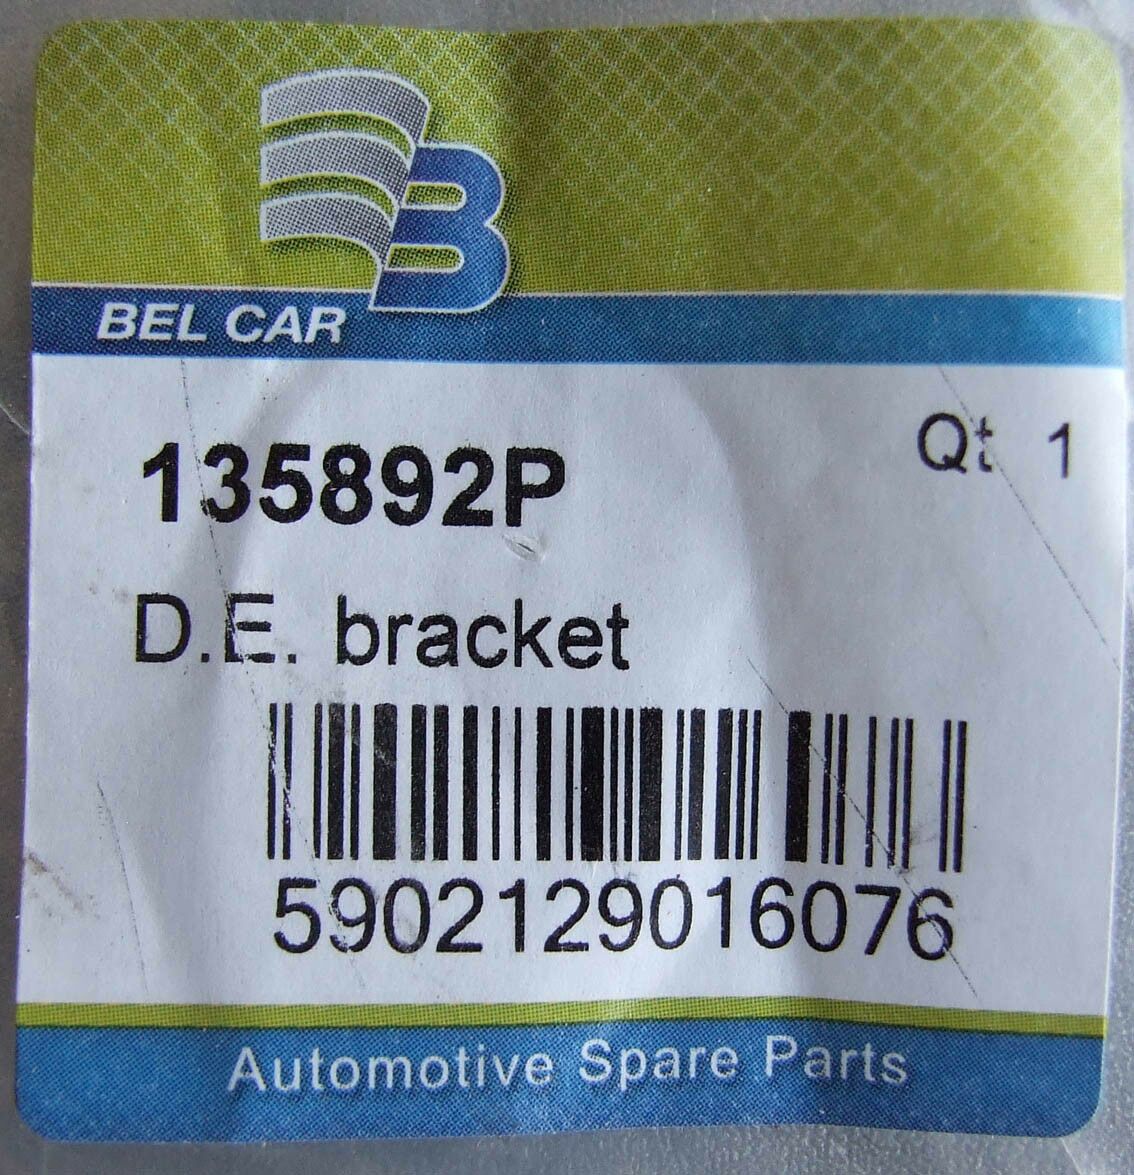 B
BEL CAR
Qt 1
135892P
D.E. bracket
5902129016076
Automotive Spare Parts